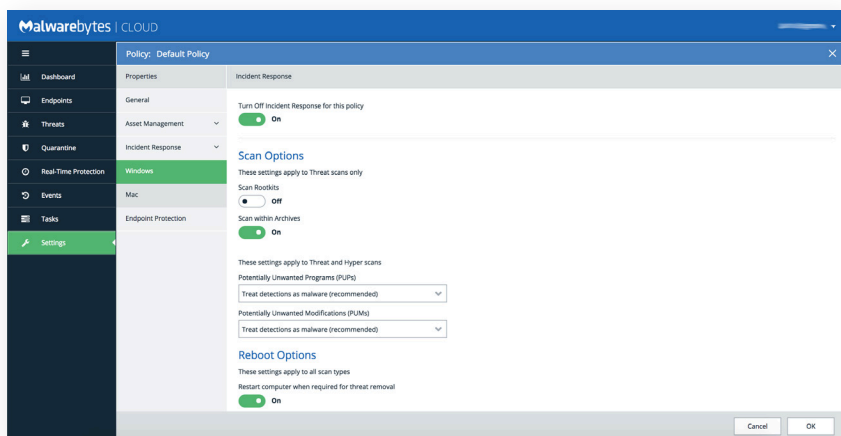 Malwarebytes | CLOUD
Policy: Default Policy
Dashboard
Endpoints
Threats
Quarantine
Real-Time Protection
Events
Tasks
Settings
Properties
General
Asset Management
Incident Response
Windows
Mac
Endpoint Protection
Incident Response
Turn Off Incident Response for this policy
On
Scan Options
These settings apply to Threat scans only
Scan Rootkits
Off
Scan within Archives
On
These settings apply to Threat and Hyper scans
Potentially Unwanted Programs (PUPs)
Treat detections as malware (recommended)
Potentially Unwanted Modifications (PUMs)
Treat detections as malware (recommended)
Reboot Options
These settings apply to all scan types
Restart computer when required for threat removal
On
Cancel
OK